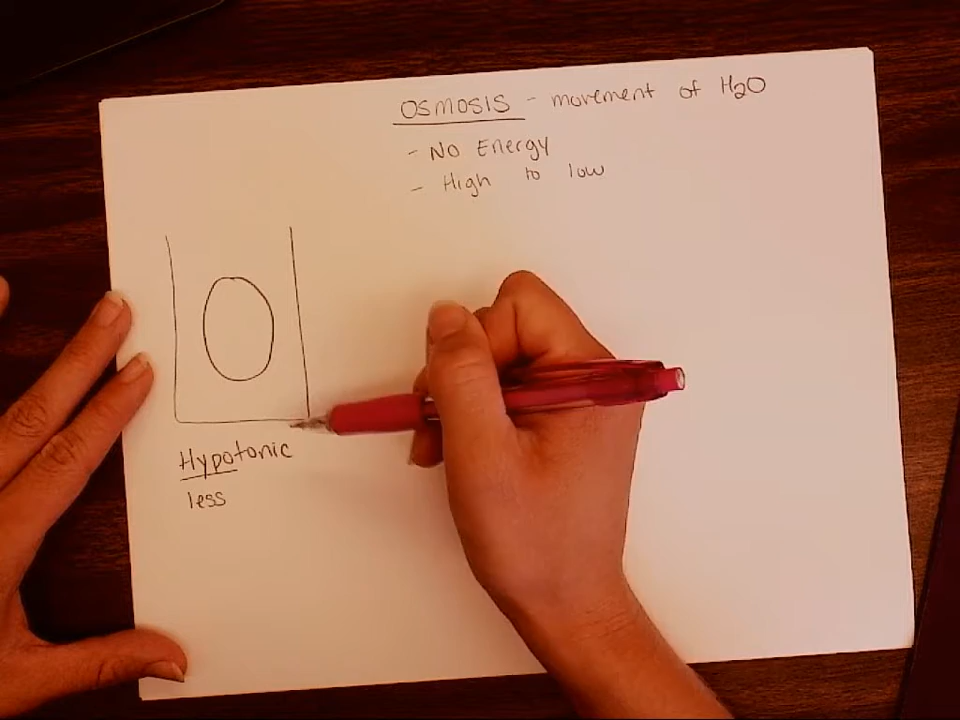 OSMOSIS - movement of H₂O
- No Energy
- High to low
Hypotonic
less